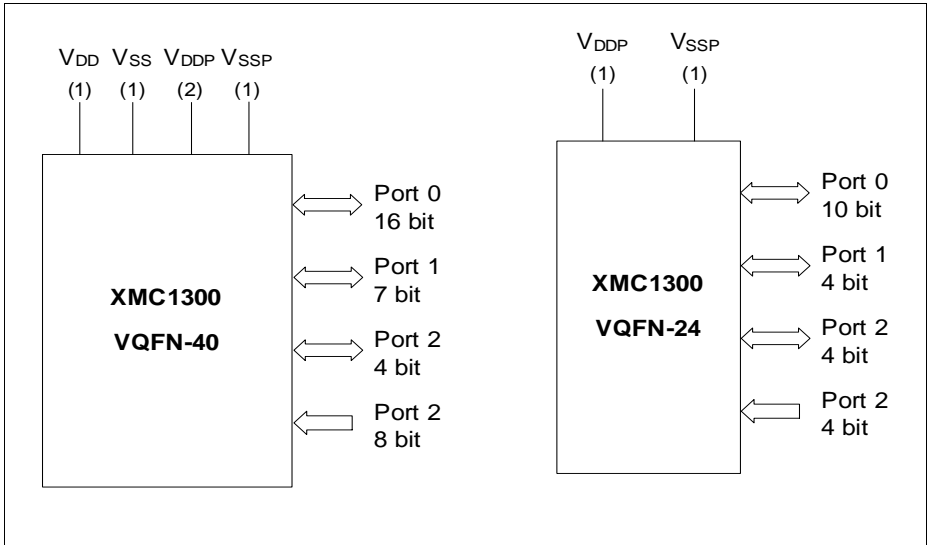 VDD VSS VDDP VSSP
(1) (1) (2) (1)
XMC1300
VQFN-40
Port 0
16 bit
Port 1
7 bit
Port 2
4 bit
Port 2
8 bit
VDDP VSSP
(1) (1)
XMC1300
VQFN-24
Port 0
10 bit
Port 1
4 bit
Port 2
4 bit
Port 2
4 bit